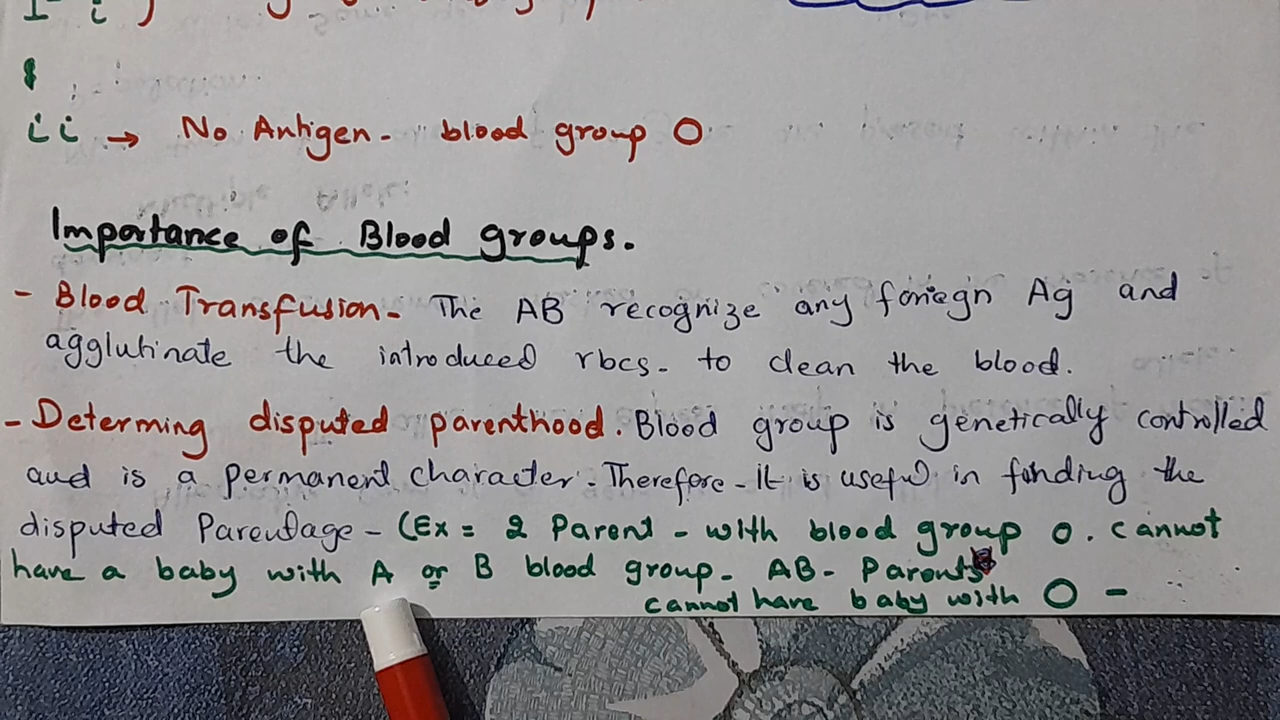 ii → No Antigen - blood group O
Importance of Blood groups.
- Blood Transfusion - The AB recognize any foriegn Ag and
agglutinate the introduced rbcs - to clean the blood.
- Determing disputed parenthood. Blood group is genetically controlled
and is a permanent character - Therefore - It is useful in finding the
disputed Parentage - (Ex = 2 Parent - with blood group O. cannot
have a baby with A or B blood group - AB - Parents
cannot have baby with O -